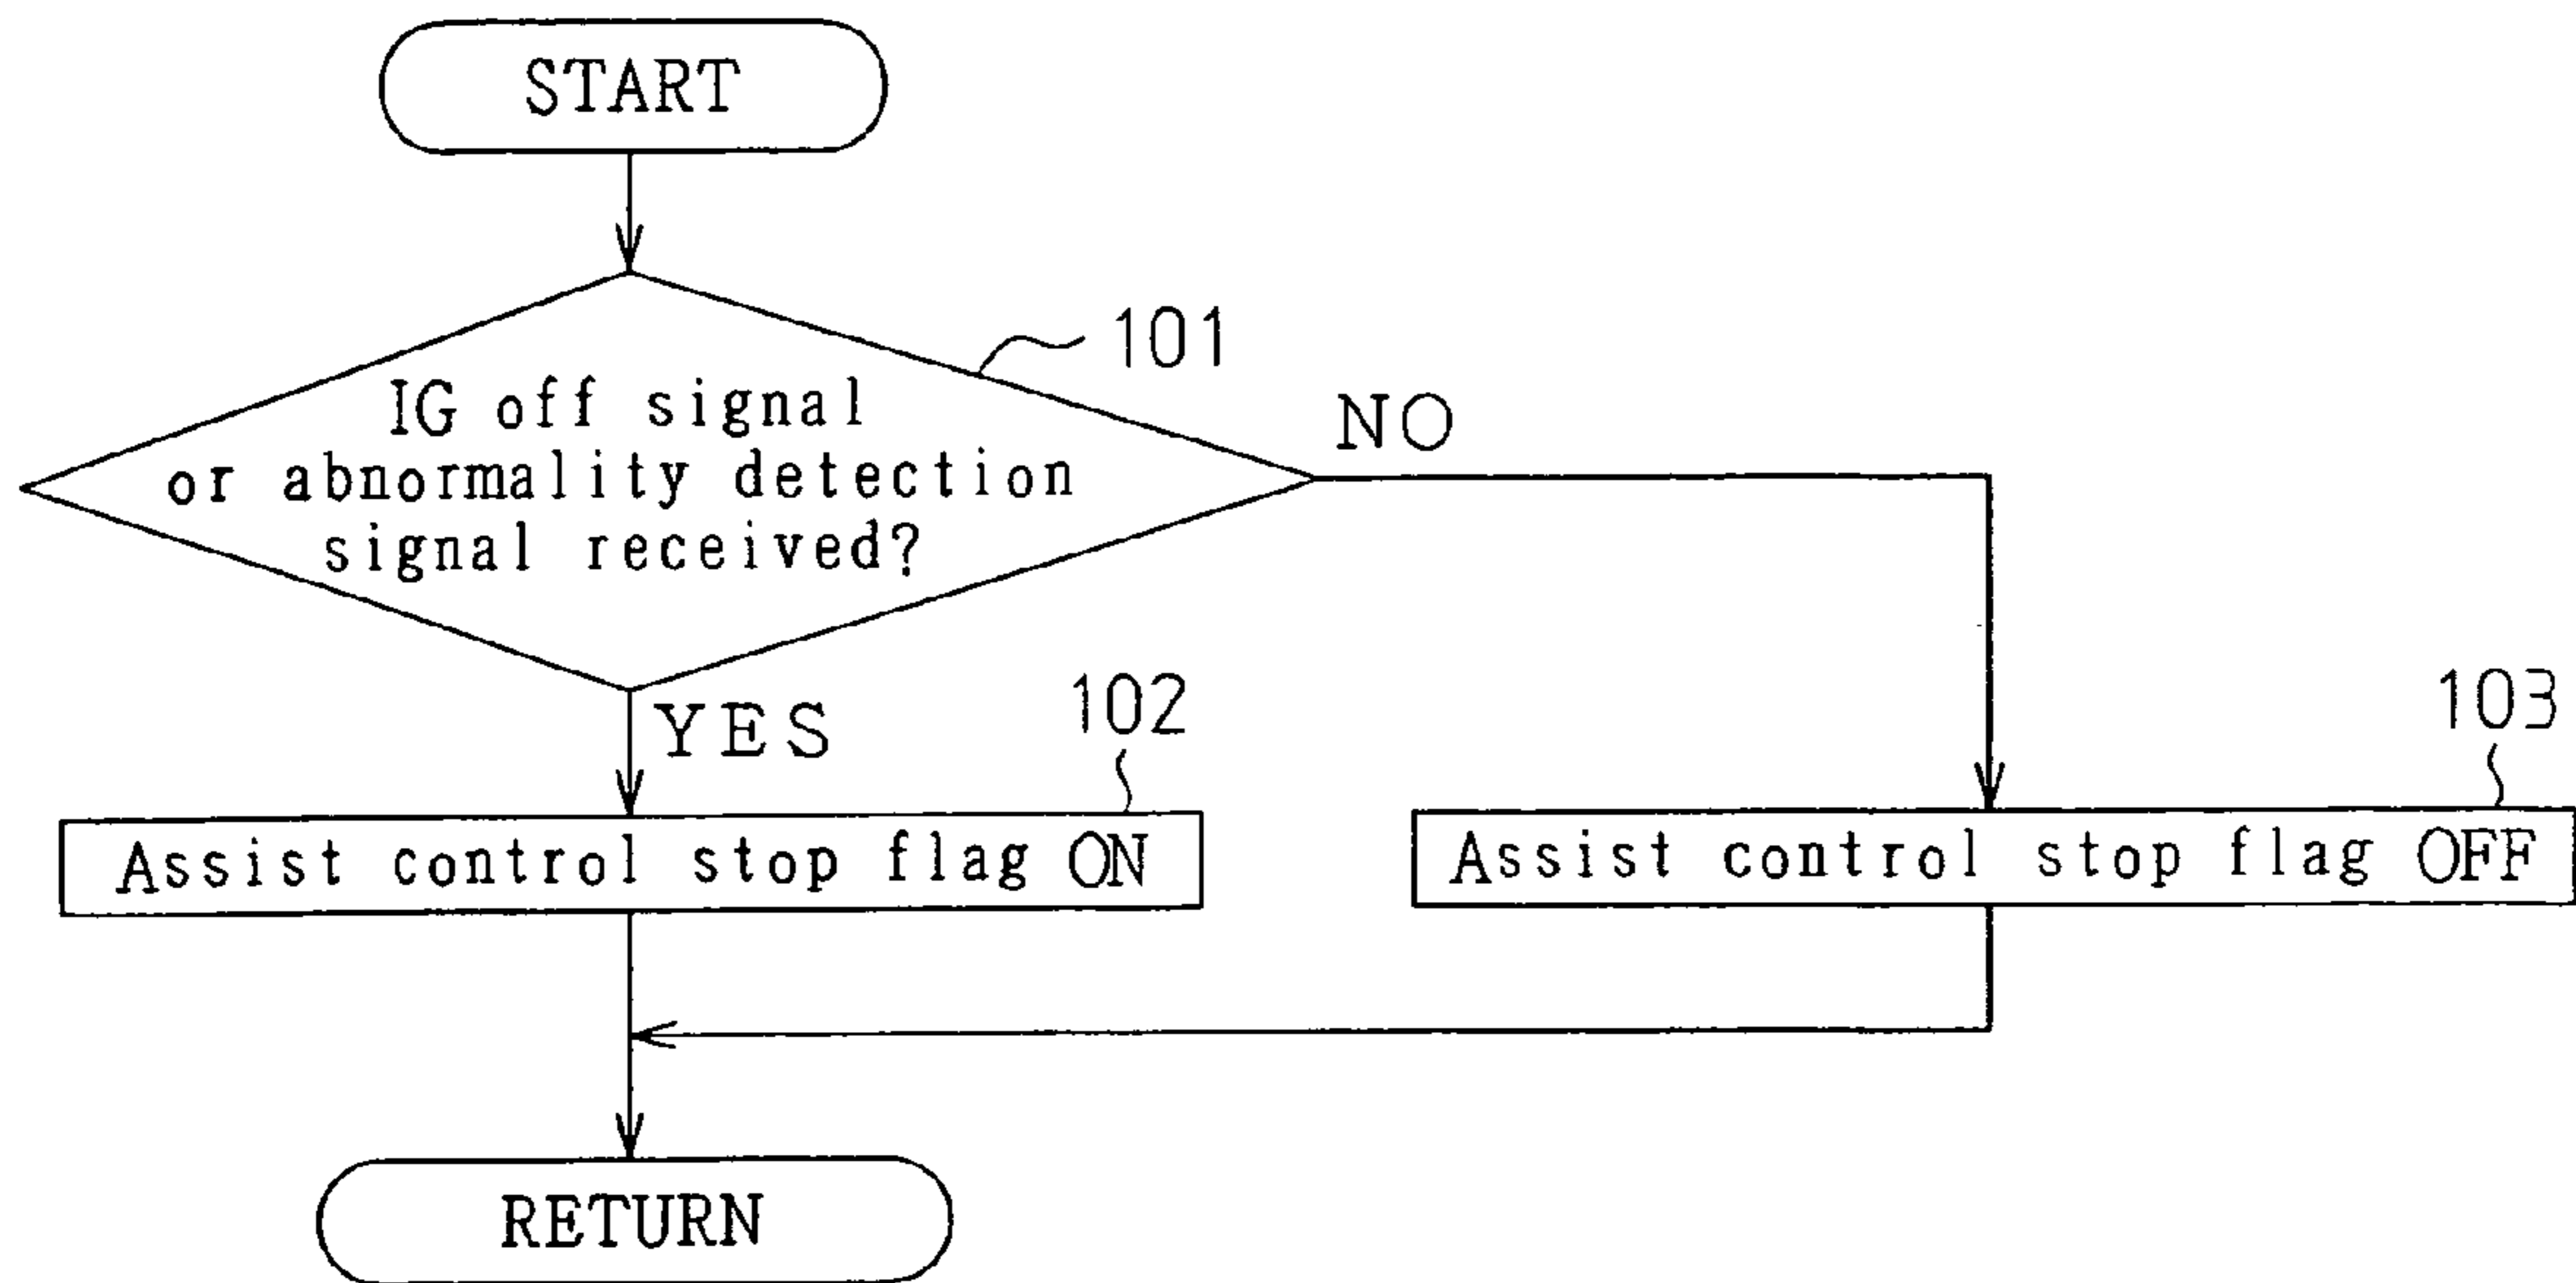 START
101
IG off signal
or abnormality detection
signal received?
NO
YES
102
Assist control stop flag ON
103
Assist control stop flag OFF
RETURN